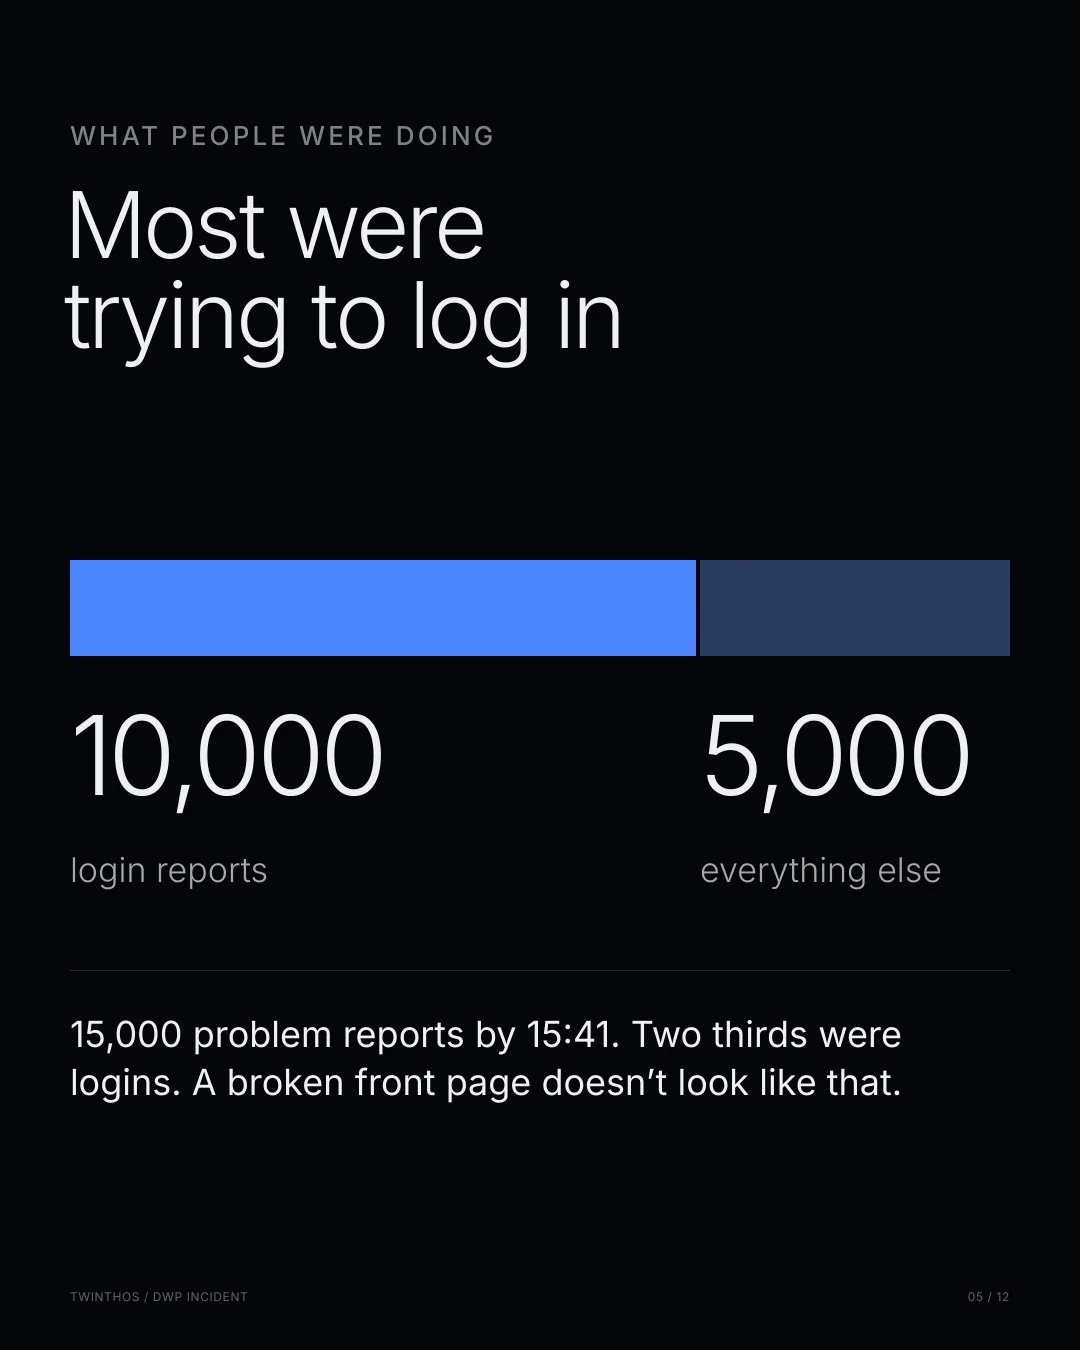 WHAT PEOPLE WERE DOING
Most were
trying to log in
10,000
5,000
login reports
everything else
15,000 problem reports by 15:41. Two thirds were
logins. A broken front page doesn’t look like that.
TWINTHOS / DWP INCIDENT
05 / 12